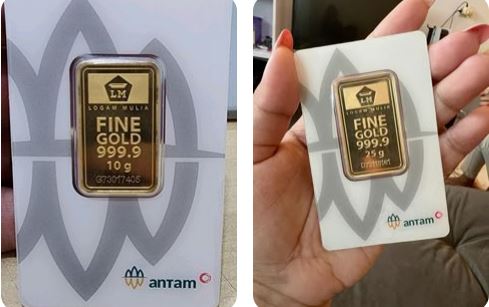 LM
LOGAM MULIA
FINE
GOLD
999.9
10 g
antam
LM
LOGAM MULIA
FINE
GOLD
999.9
25 g
antam